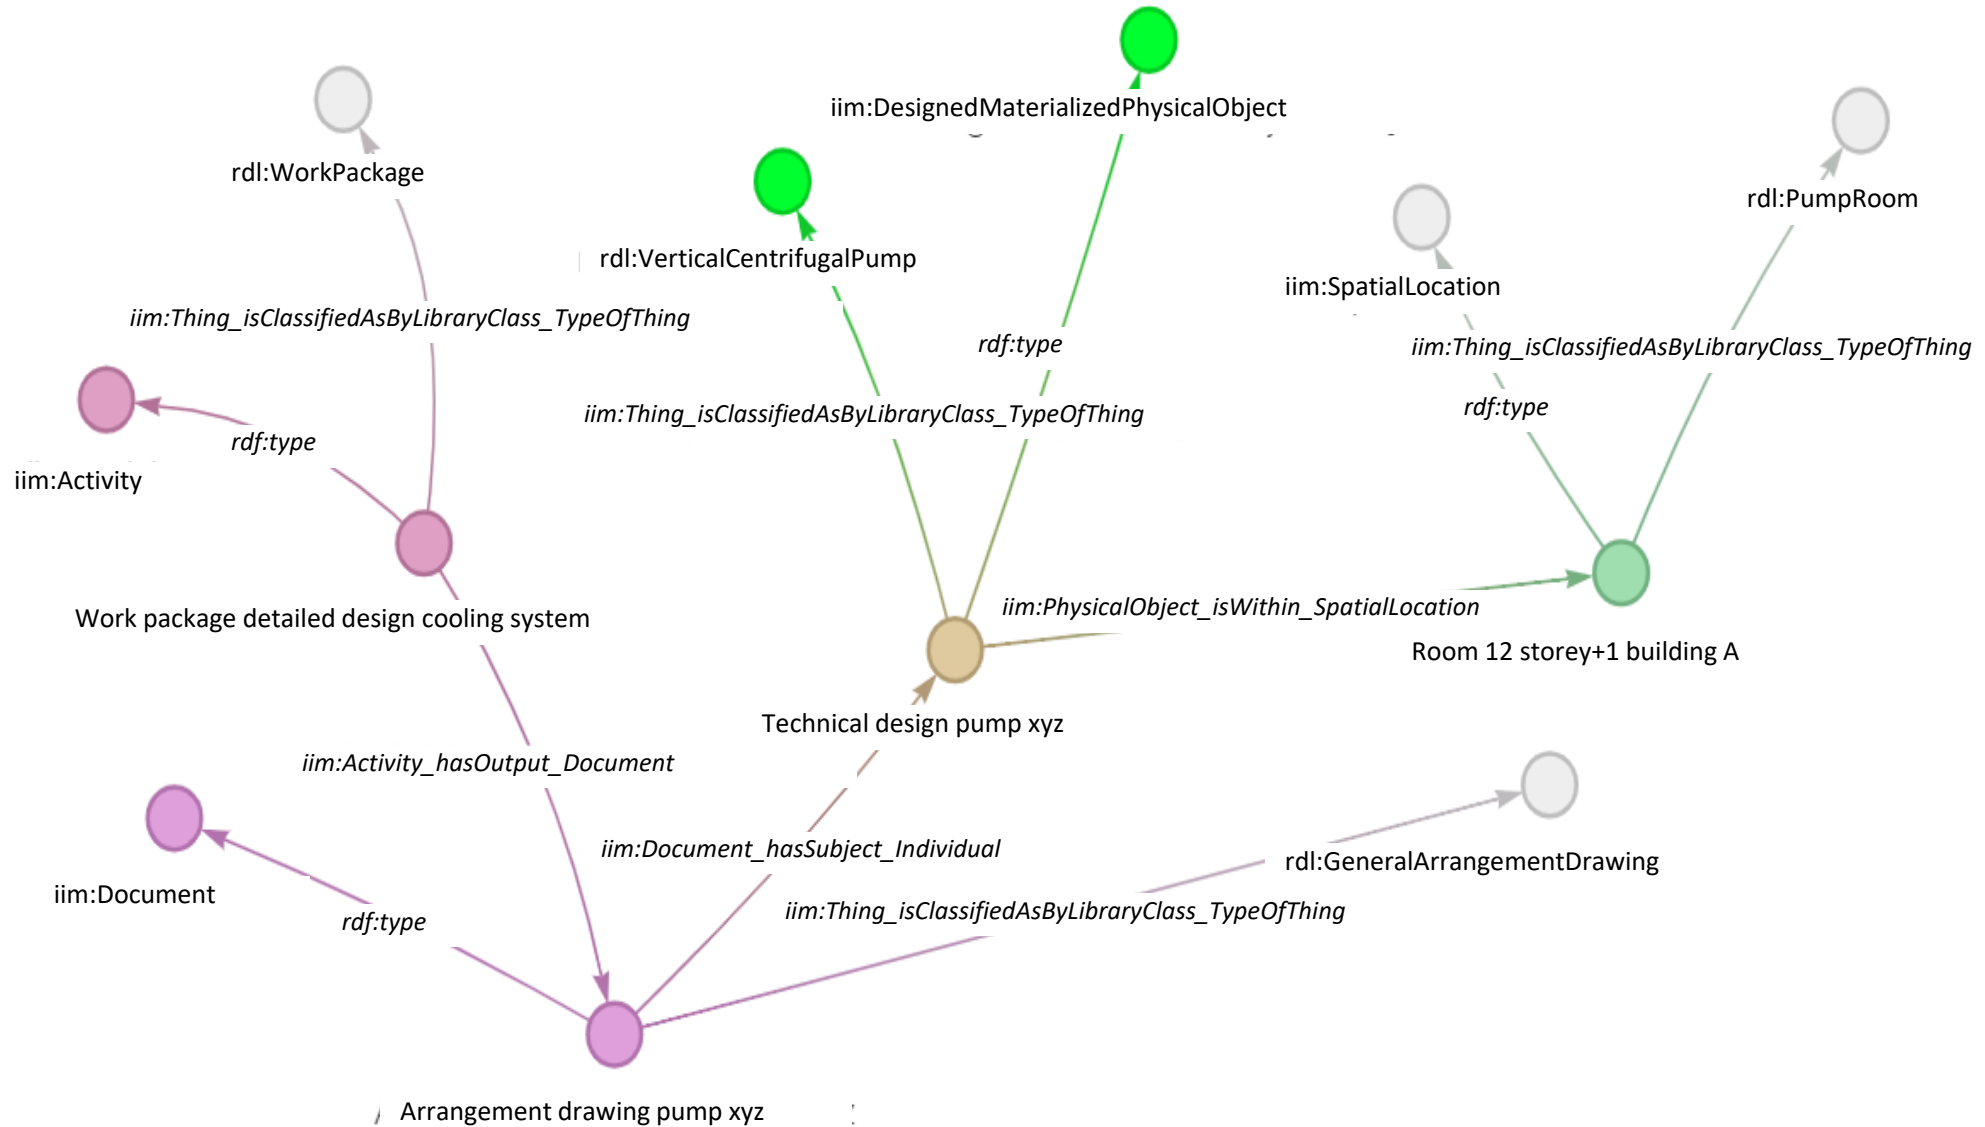 iim:DesignedMaterializedPhysicalObject
rdl:WorkPackage
rdl:PumpRoom
rdl:VerticalCentrifugalPump
iim:SpatialLocation
iim:Thing_isClassifiedAsByLibraryClass_TypeOfThing
rdf:type
iim:Thing_isClassifiedAsByLibraryClass_TypeOfThing
iim:Thing_isClassifiedAsByLibraryClass_TypeOfThing
rdf:type
rdf:type
iim:Activity
iim:PhysicalObject_isWithin_SpatialLocation
Work package detailed design cooling system
Room 12 storey+1 building A
Technical design pump xyz
iim:Activity_hasOutput_Document
iim:Document_hasSubject_Individual
rdl:GeneralArrangementDrawing
iim:Document
iim:Thing_isClassifiedAsByLibraryClass_TypeOfThing
rdf:type
Arrangement drawing pump xyz